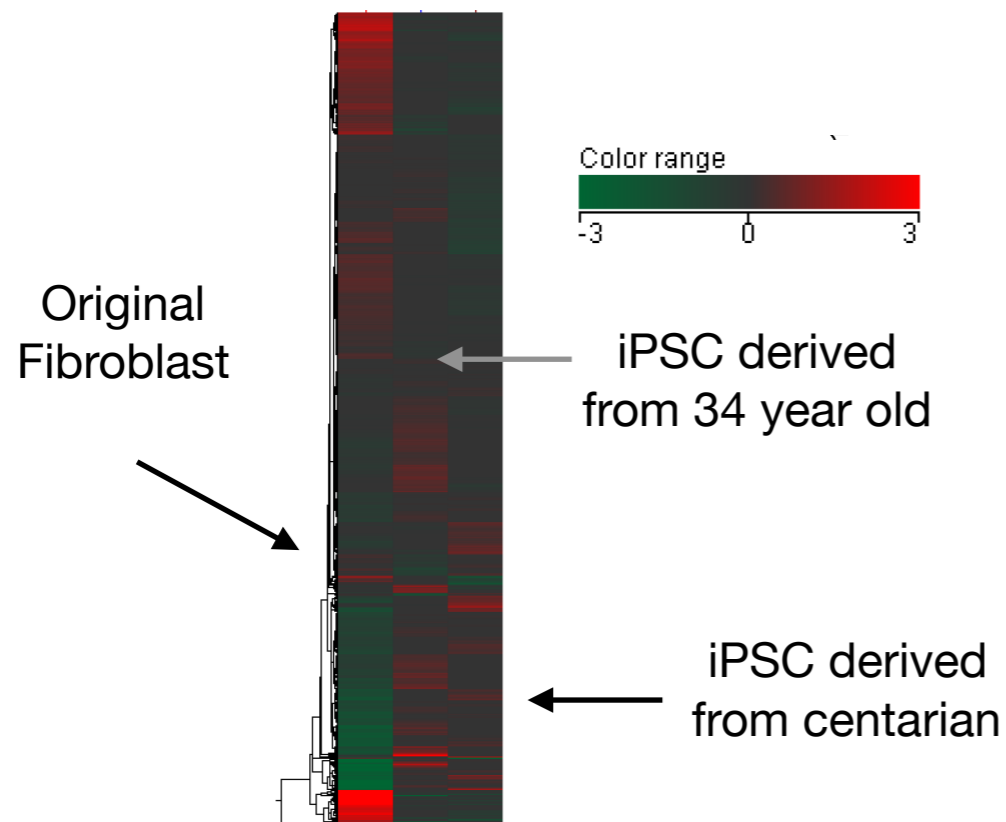 Color range
-3 0 3
Original
Fibroblast
iPSC derived
from 34 year old
iPSC derived
from centarian